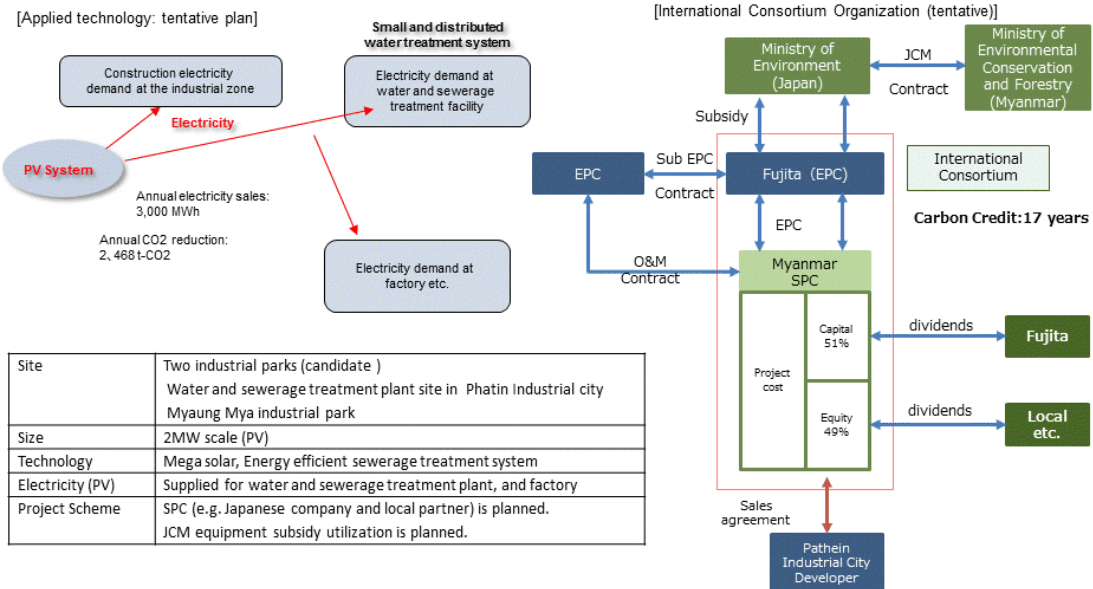 [Applied technology: tentative plan]
Small and distributed
water treatment system
Construction electricity
demand at the industrial zone
Electricity demand at
water and sewerage
treatment facility
Electricity
PV System
Annual electricity sales:
3,000 MWh
Annual CO2 reduction:
2、468 t-CO2
Electricity demand at
factory etc.
Site
Two industrial parks (candidate )
Water and sewerage treatment plant site in Phatin Industrial city
Myaung Mya industrial park
Size
2MW scale (PV)
Technology
Mega solar, Energy efficient sewerage treatment system
Electricity (PV)
Supplied for water and sewerage treatment plant, and factory
Project Scheme
SPC (e.g. Japanese company and local partner) is planned.
JCM equipment subsidy utilization is planned.
[International Consortium Organization (tentative)]
Ministry of
Environment
(Japan)
JCM
Contract
Ministry of
Environmental
Conservation
and Forestry
(Myanmar)
Subsidy
EPC
Sub EPC
Contract
Fujita（EPC）
International
Consortium
Carbon Credit:17 years
EPC
O&M
Contract
Myanmar
SPC
Project
cost
Capital
51%
dividends
Fujita
Equity
49%
dividends
Local
etc.
Sales
agreement
Pathein
Industrial City
Developer